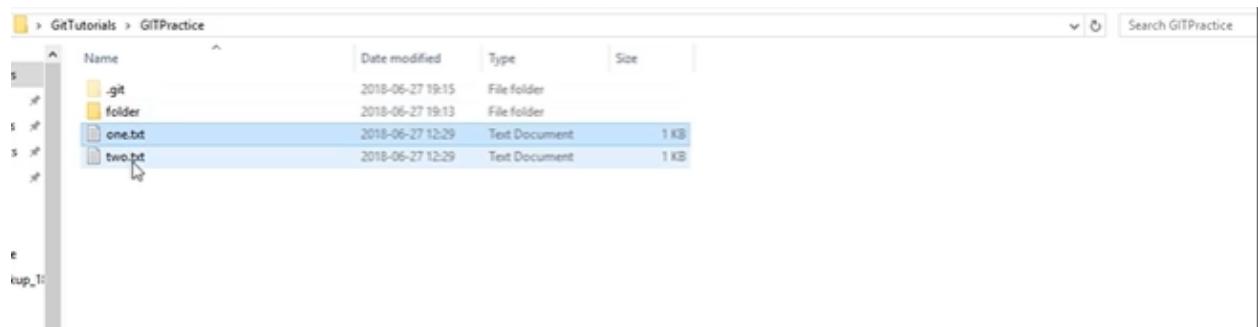 > GitTutorials > GITPractice Search GITPractice
Name Date modified Type Size
.git 2018-06-27 19:15 File folder
folder 2018-06-27 19:13 File folder
one.txt 2018-06-27 12:29 Text Document 1 KB
two.txt 2018-06-27 12:29 Text Document 1 KB
s
s
s
e